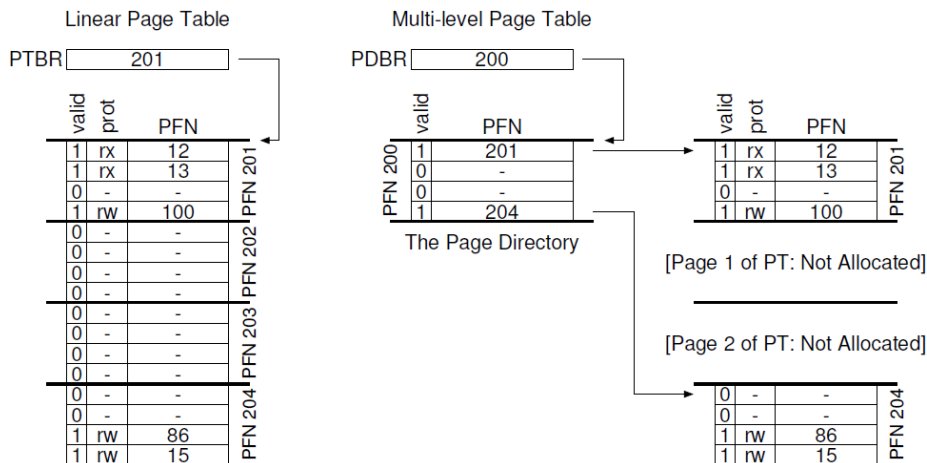 Linear Page Table
PTBR 201
valid prot PFN
1 rx 12
1 rx 13
0 - -
1 rw 100
PFN 201
0 - -
0 - -
0 - -
0 - -
PFN 202
0 - -
0 - -
0 - -
0 - -
PFN 203
0 - -
0 - -
1 rw 86
1 rw 15
PFN 204
Multi-level Page Table
PDBR 200
valid PFN
PFN 200
1 201
0 -
0 -
1 204
The Page Directory
valid prot PFN
1 rx 12
1 rx 13
0 - -
1 rw 100
PFN 201
[Page 1 of PT: Not Allocated]
[Page 2 of PT: Not Allocated]
0 - -
0 - -
1 rw 86
1 rw 15
PFN 204